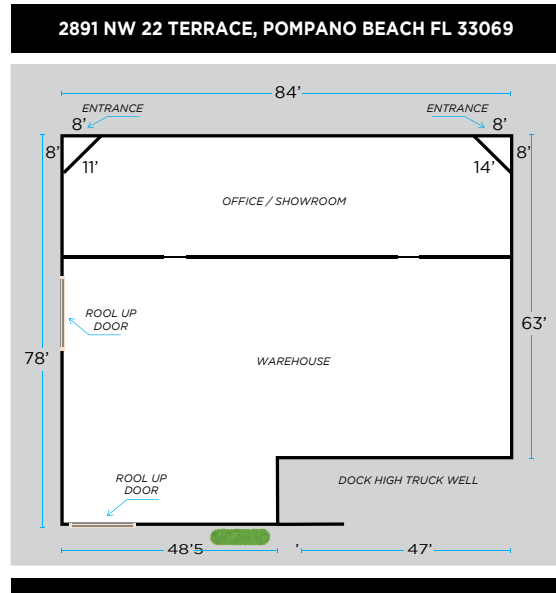 2891 NW 22 TERRACE, POMPANO BEACH FL 33069
84'
ENTRANCE
ENTRANCE
8'
8'
8'
8'
11'
14'
OFFICE / SHOWROOM
ROOL UP
DOOR
63'
78'
WAREHOUSE
ROOL UP
DOOR
DOCK HIGH TRUCK WELL
48'5 '
47'